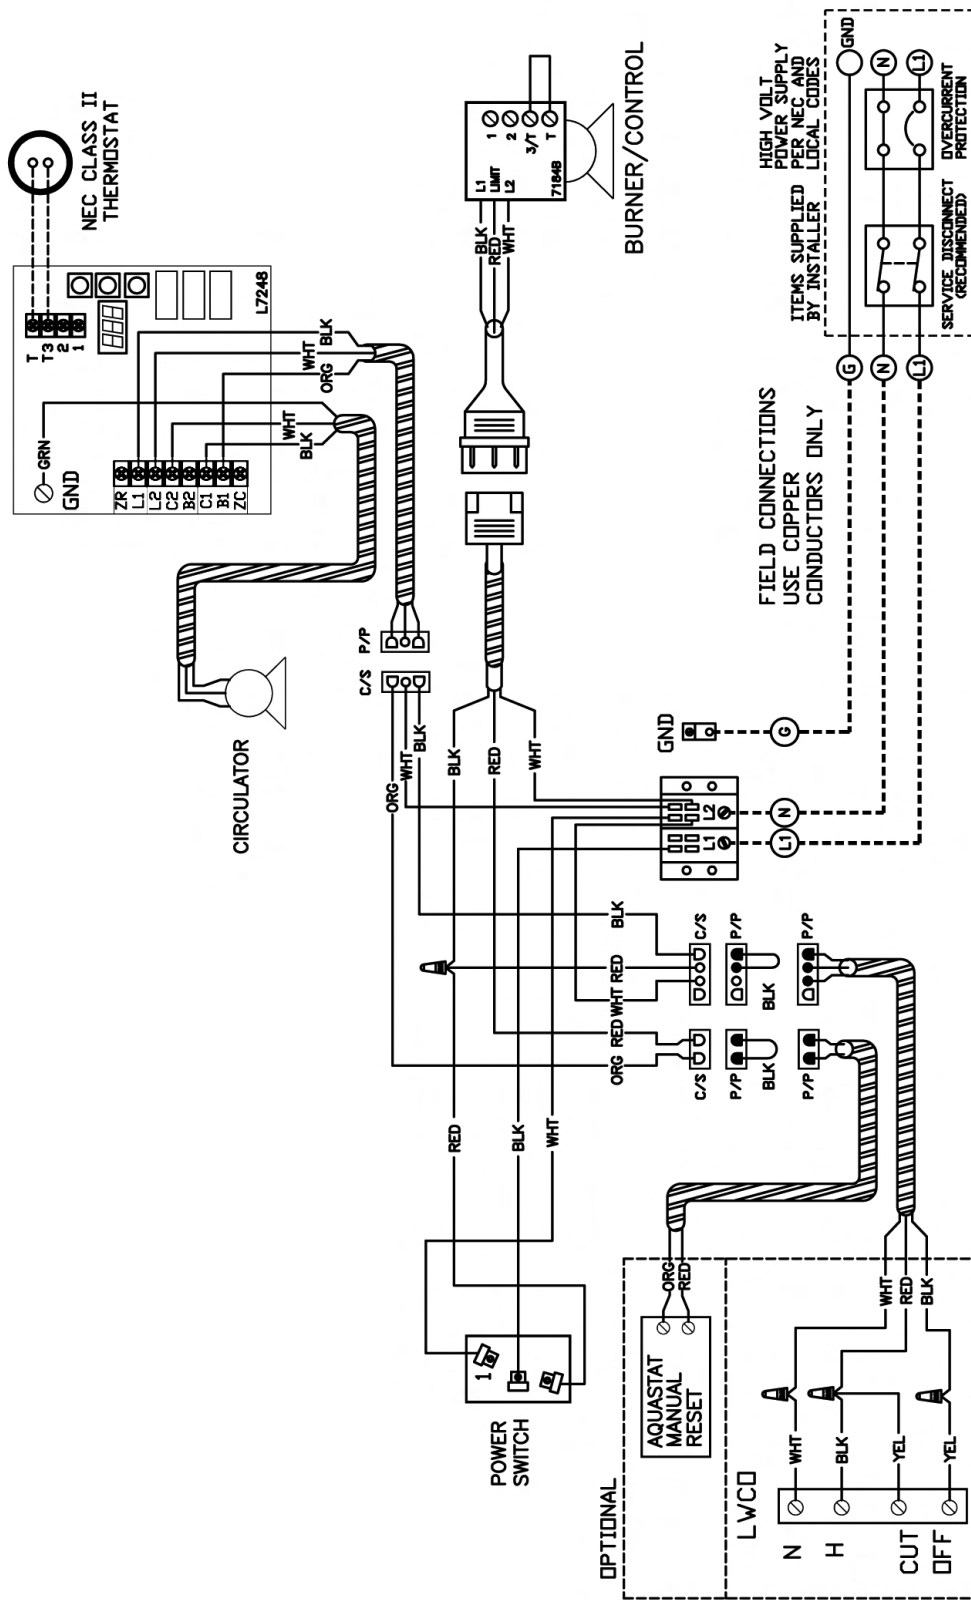 NEC CLASS II
THERMOSTAT
T
T3
2
1
L7248
GRN
GND
ZR
L1
L2
C2
B2
C1
B1
ZC
BLK
WHT
ORG
WHT
BLK
CIRCULATOR
C/S
P/P
ORG
WHT
BLK
BLK
RED
WHT
BLK
RED
WHT
L1
LIMIT
L2
1
2
3/T
T
7184B
BURNER/CONTROL
HIGH VOLT
POWER SUPPLY
PER NEC AND
LOCAL CODES
ITEMS SUPPLIED
BY INSTALLER
GND
N
L1
OVERCURRENT
PROTECTION
SERVICE DISCONNECT
(RECOMMENDED)
G
N
L1
FIELD CONNECTIONS
USE COPPER
CONDUCTORS ONLY
GND
G
L2
N
L1
L1
BLK
RED
WHT
RED
ORG
C/S
P/P
P/P
BLK
C/S
P/P
P/P
BLK
RED
BLK
WHT
POWER
SWITCH
1
OPTIONAL
AQUASTAT
MANUAL
RESET
ORG
RED
LWCO
N
H
CUT
OFF
WHT
BLK
YEL
YEL
WHT
RED
BLK